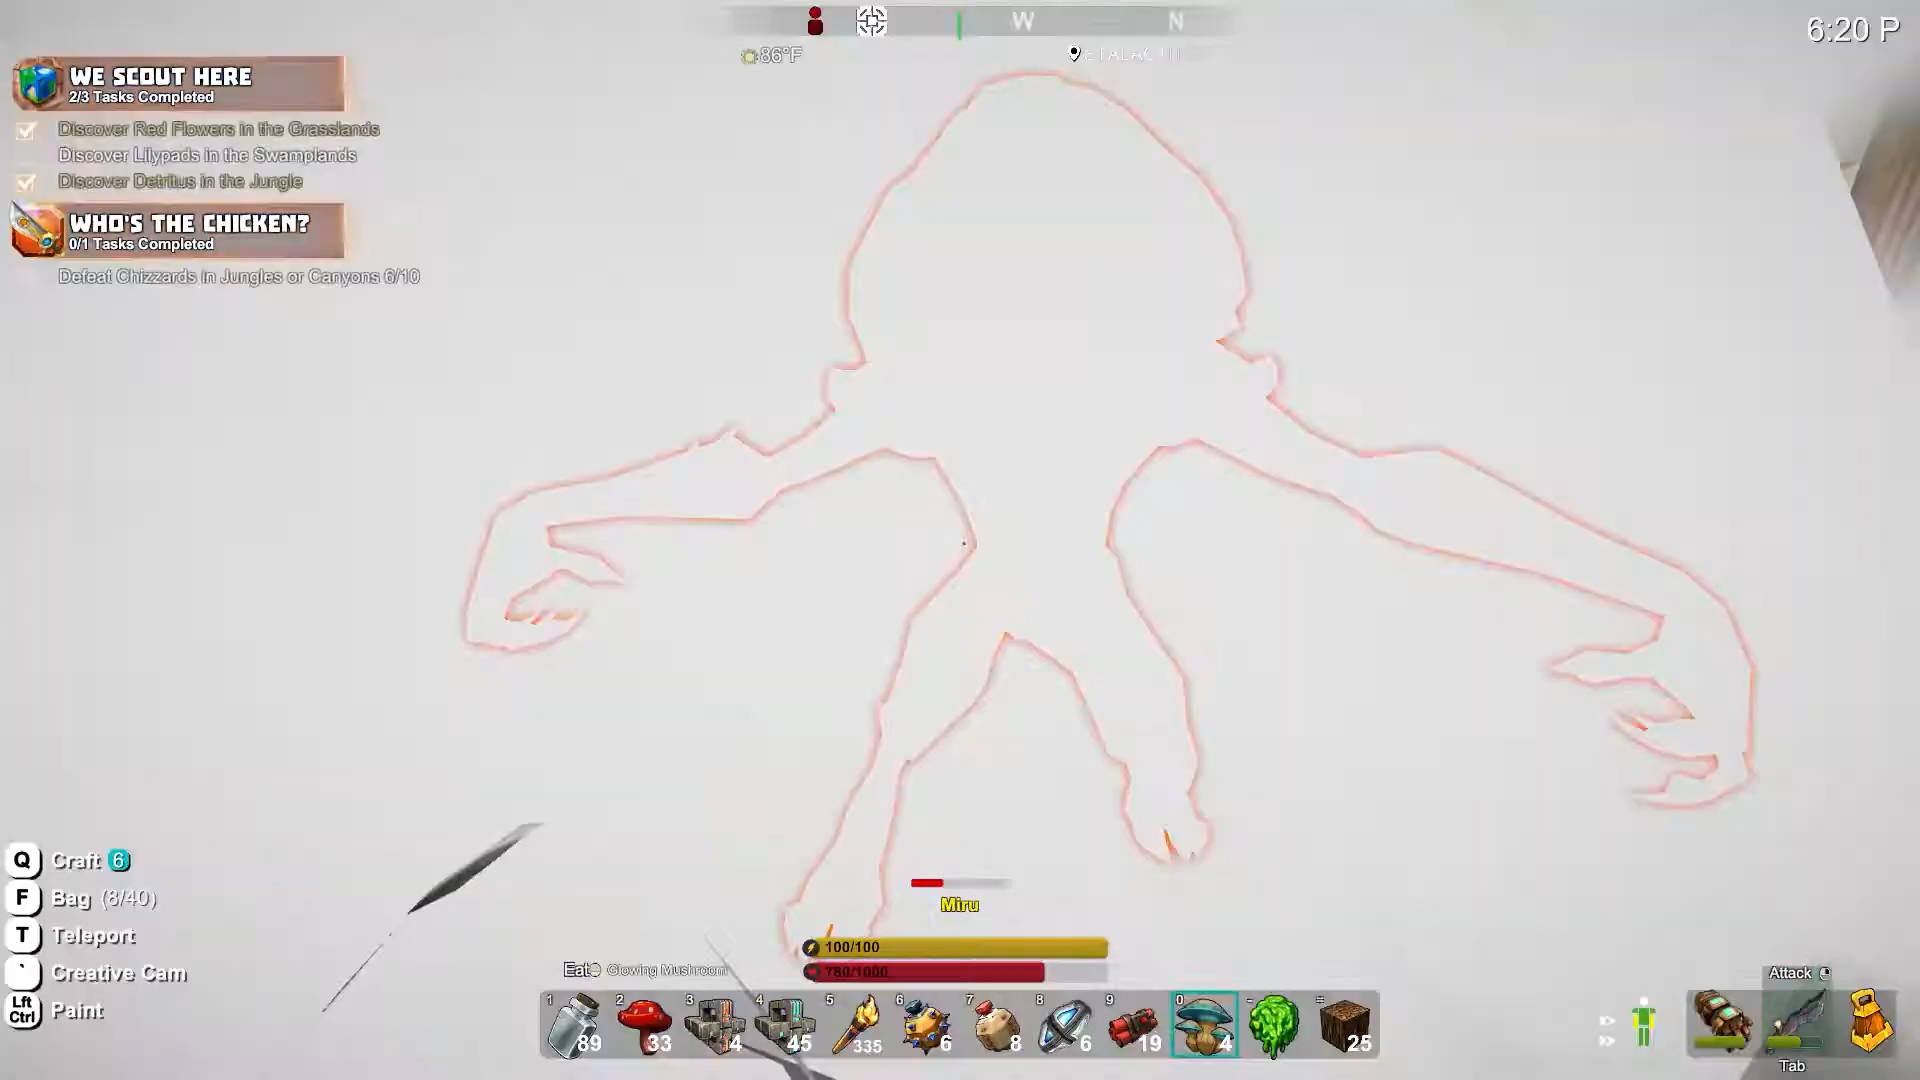 W N
6:20 P
86°F
WE SCOUT HERE
2/3 Tasks Completed
Discover Red Flowers in the Grasslands
Discover Lilypads in the Swamplands
Discover Detritus in the Jungle
WHO'S THE CHICKEN?
0/1 Tasks Completed
Defeat Chizzards in Jungles or Canyons 6/10
Q Craft 6
F Bag (8/40)
T Teleport
` Creative Cam
Lft Ctrl Paint
Miru
100/100
Eat Glowing Mushroom
780/1000
Attack
1 2 3 4 5 6 7 8 9 0 - =
89 33 4 45 335 6 8 6 19 4 25
Tab